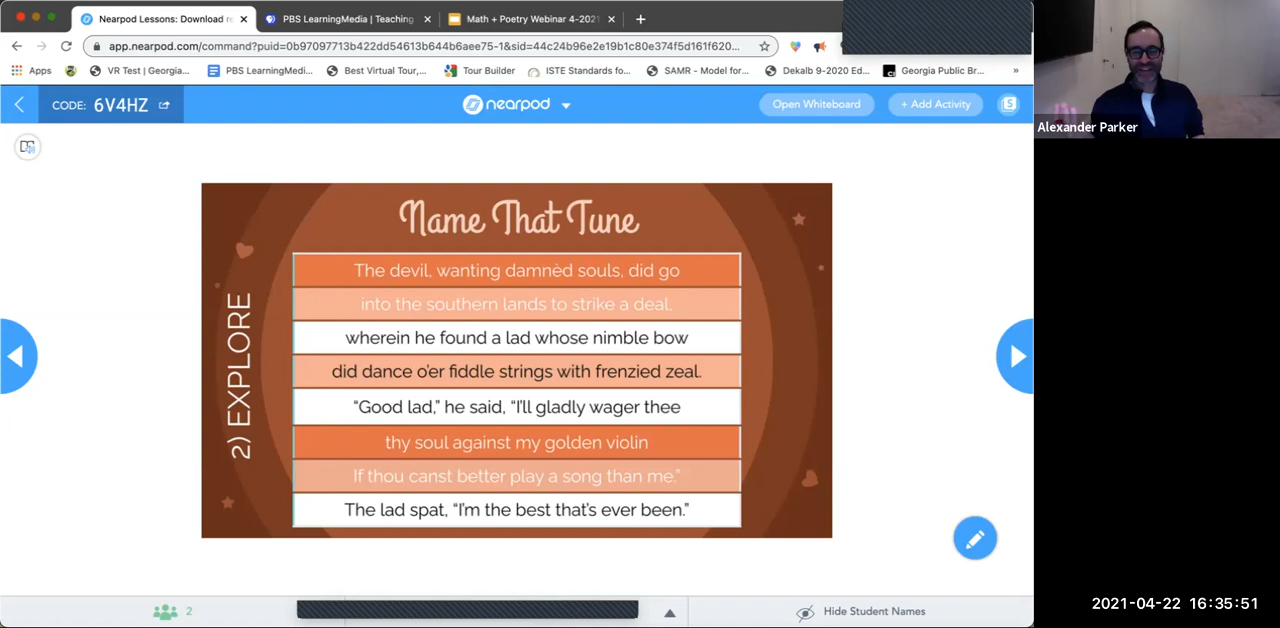 Nearpod Lessons: Download re
PBS LearningMedia | Teaching
Math + Poetry Webinar 4-2021
app.nearpod.com/command?puid=0b97097713b422dd54613b644b6aee75-1&sid=44c24b96e2e19b1c80e374f5d161f620...
Apps
VR Test | Georgia...
PBS LearningMedi...
Best Virtual Tour,...
Tour Builder
ISTE Standards fo...
SAMR - Model for...
Dekalb 9-2020 Ed...
Georgia Public Br...
»
CODE: 6V4HZ
nearpod
Open Whiteboard
+ Add Activity
S
Alexander Parker
2) EXPLORE
Name That Tune
The devil, wanting damnèd souls, did go
into the southern lands to strike a deal,
wherein he found a lad whose nimble bow
did dance o'er fiddle strings with frenzied zeal.
“Good lad,” he said, “I'll gladly wager thee
thy soul against my golden violin
If thou canst better play a song than me.”
The lad spat, “I'm the best that's ever been.”
2
Hide Student Names
2021-04-22 16:35:51